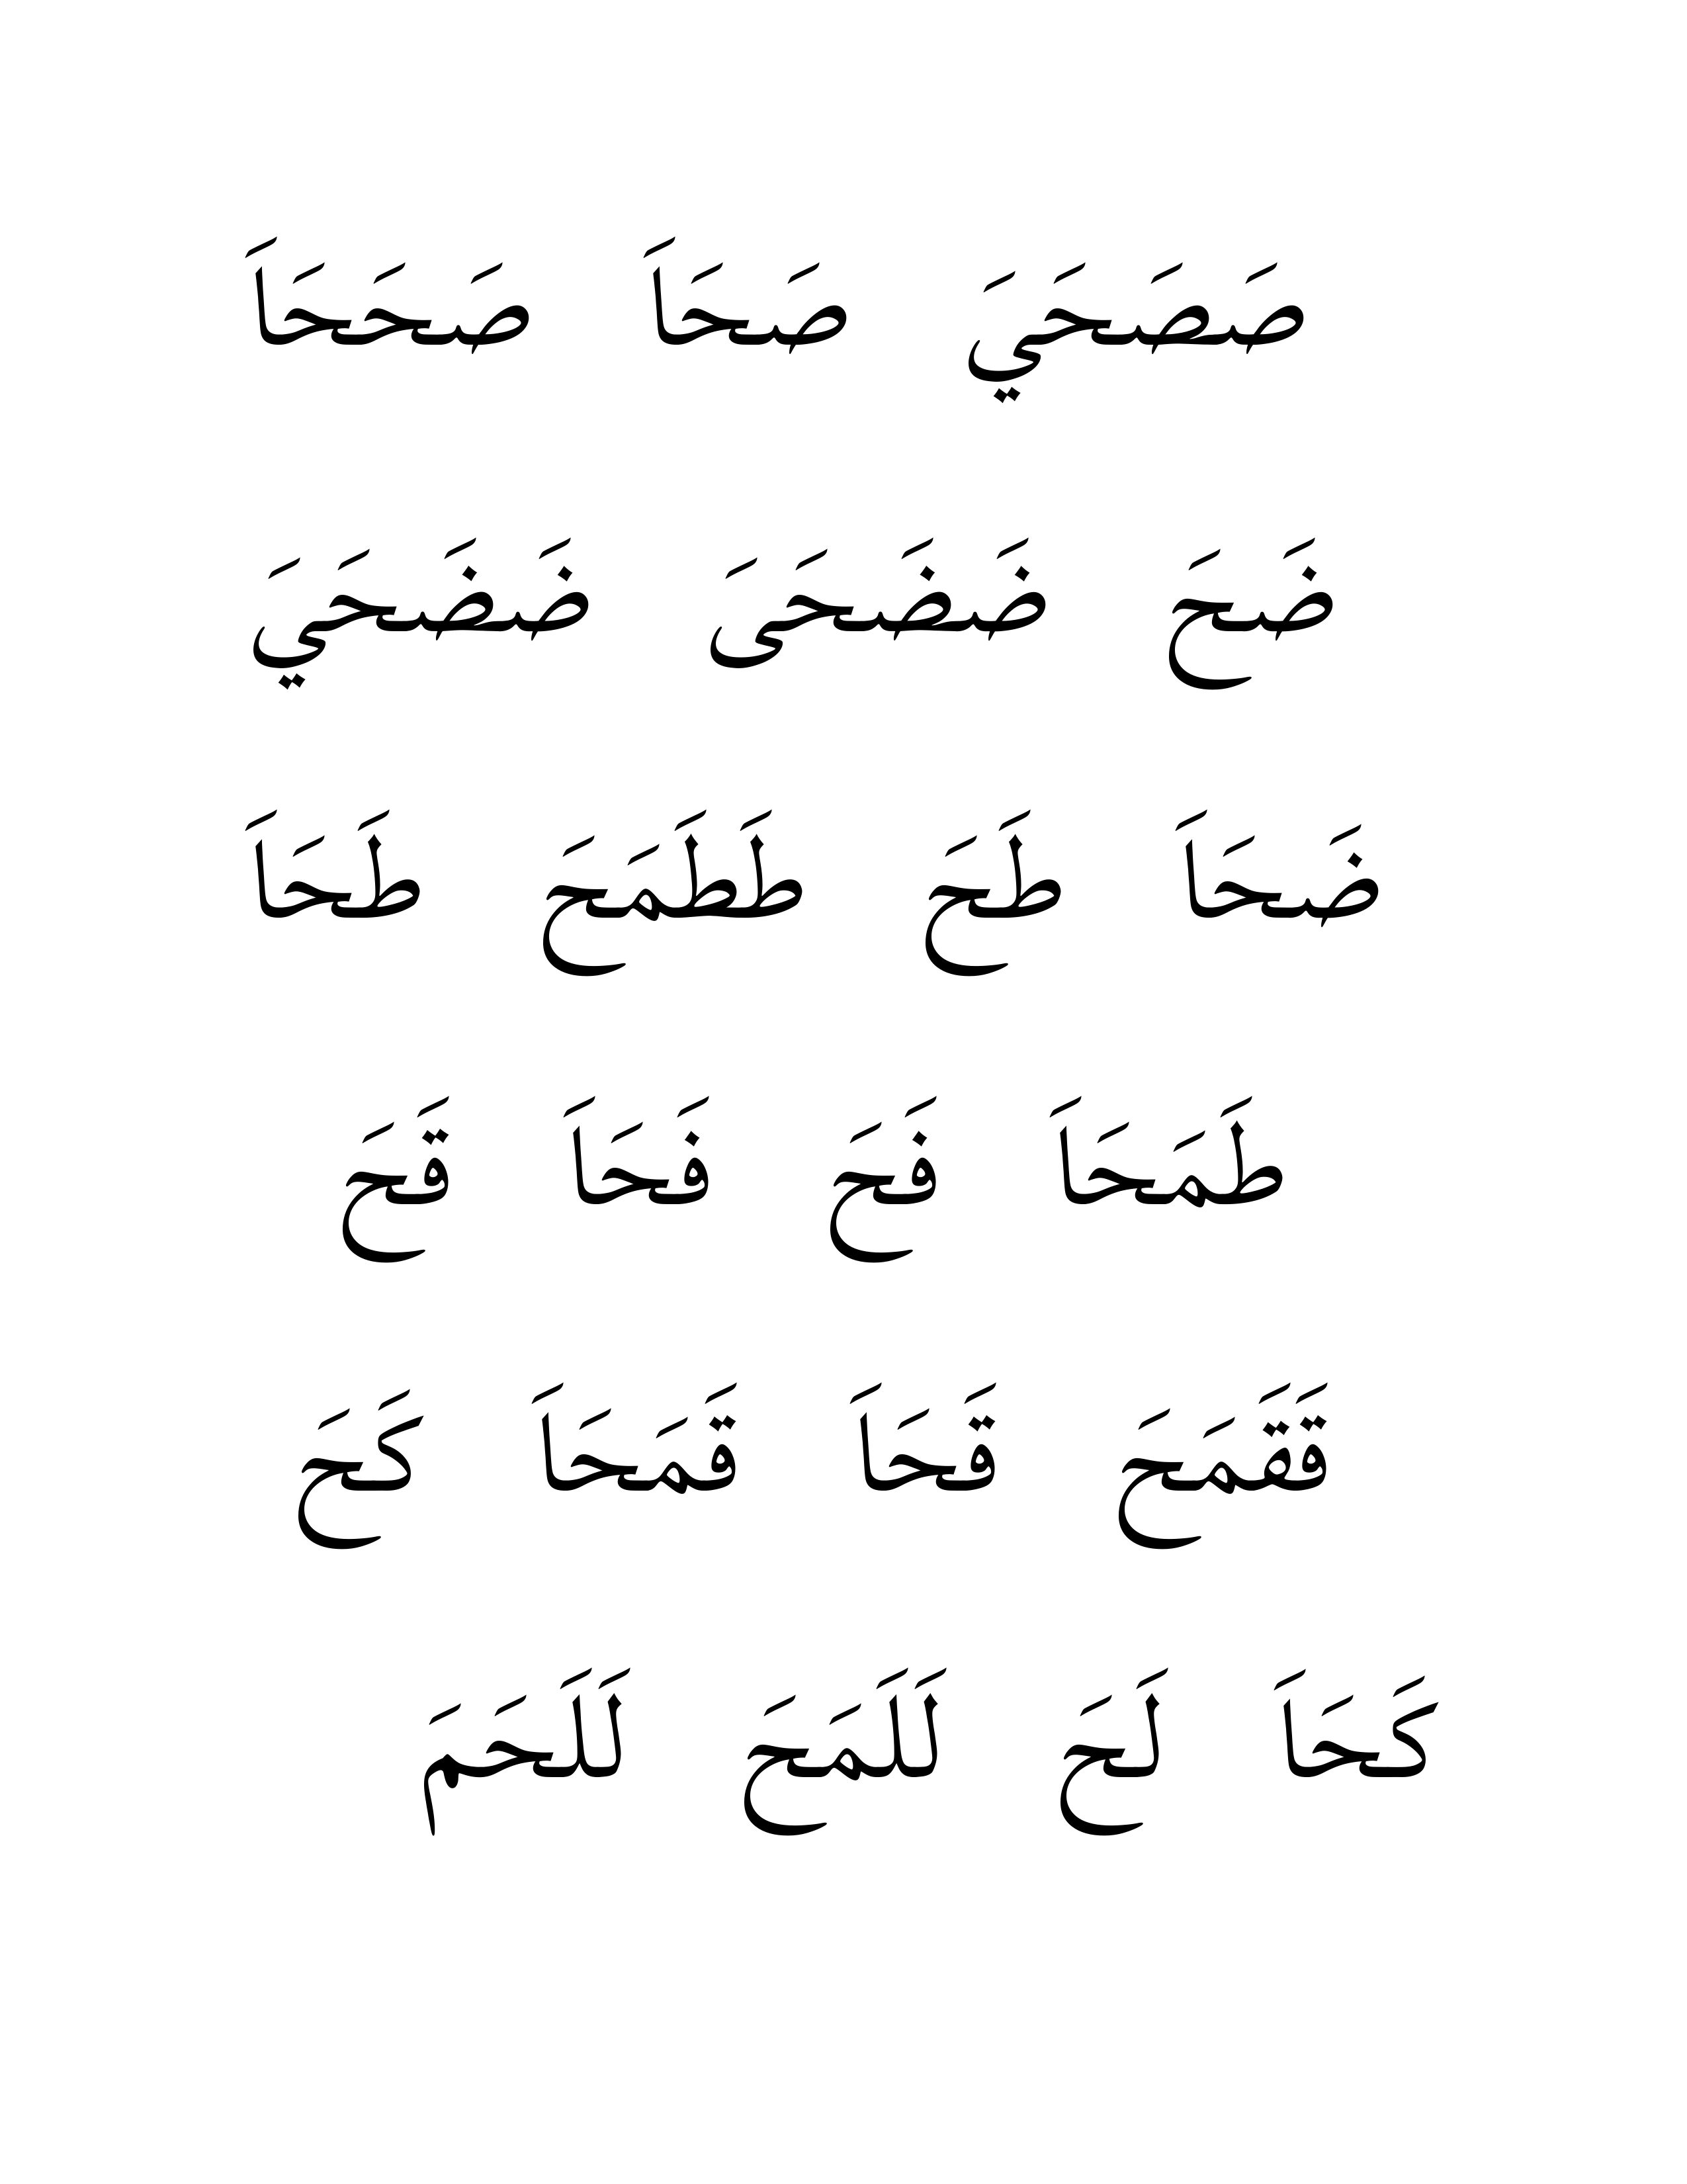 صَصَحَيَ صَحَاَ صَحَحَاَ
ضَحَ ضَضَحَىَ ضَضَحَيَ
ضَحَاَ طَحَ طَطَمَحَ طَحَاَ
طَمَحَاَ فَحَ فَحَاَ قَحَ
قَقَمَحَ قَحَاَ قَمَحَاَ كَحَ
كَحَاَ لَحَ لَلَمَحَ لَلَحَمَ